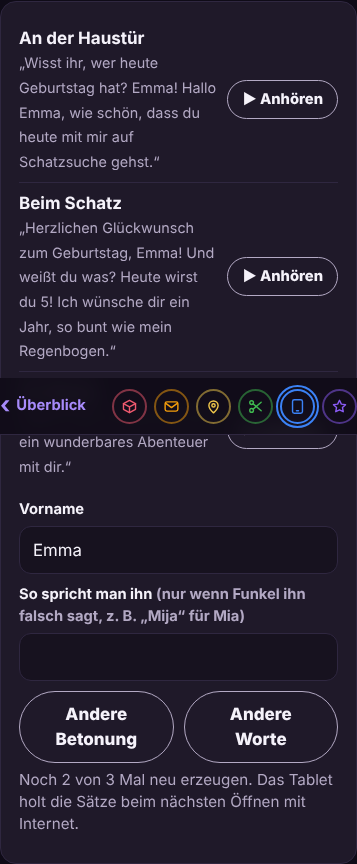 An der Haustür
„Wisst ihr, wer heute
Geburtstag hat? Emma! Hallo
Emma, wie schön, dass du
heute mit mir auf
Schatzsuche gehst.“
▶ Anhören
Beim Schatz
„Herzlichen Glückwunsch
zum Geburtstag, Emma! Und
weißt du was? Heute wirst
du 5! Ich wünsche dir ein
Jahr, so bunt wie mein
Regenbogen.“
▶ Anhören
‹ Überblick
ein wunderbares Abenteuer
mit dir.“
Vorname
Emma
So spricht man ihn (nur wenn Funkel ihn
falsch sagt, z. B. „Mija“ für Mia)
Andere
Betonung
Andere
Worte
Noch 2 von 3 Mal neu erzeugen. Das Tablet
holt die Sätze beim nächsten Öffnen mit
Internet.